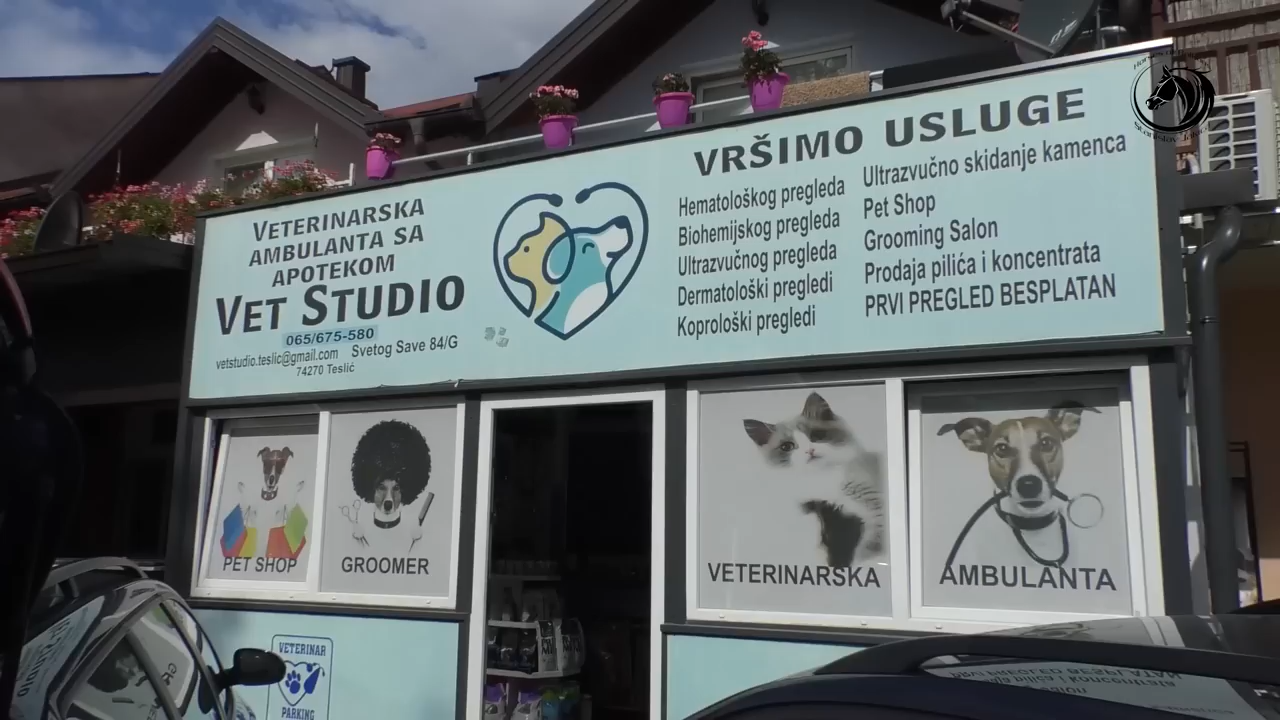 VETERINARSKA
AMBULANTA SA
APOTEKOM
VET STUDIO
065/675-580
vetstudio.teslic@gmail.com Svetog Save 84/G
74270 Teslić
VRŠIMO USLUGE
Hematološkog pregleda
Biohemijskog pregleda
Ultrazvučnog pregleda
Dermatološki pregledi
Koprološki pregledi
Ultrazvučno skidanje kamenca
Pet Shop
Grooming Salon
Prodaja pilića i koncentrata
PRVI PREGLED BESPLATAN
PET SHOP
GROOMER
VETERINARSKA
AMBULANTA
VETERINAR
PARKING